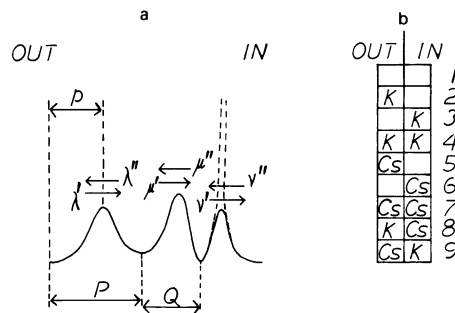 a
OUT IN
p
λ' λ" μ' μ" ν' ν"
P Q
b
OUT IN
1
K 2
K 3
K K 4
Cs 5
Cs 6
Cs Cs 7
K Cs 8
Cs K 9